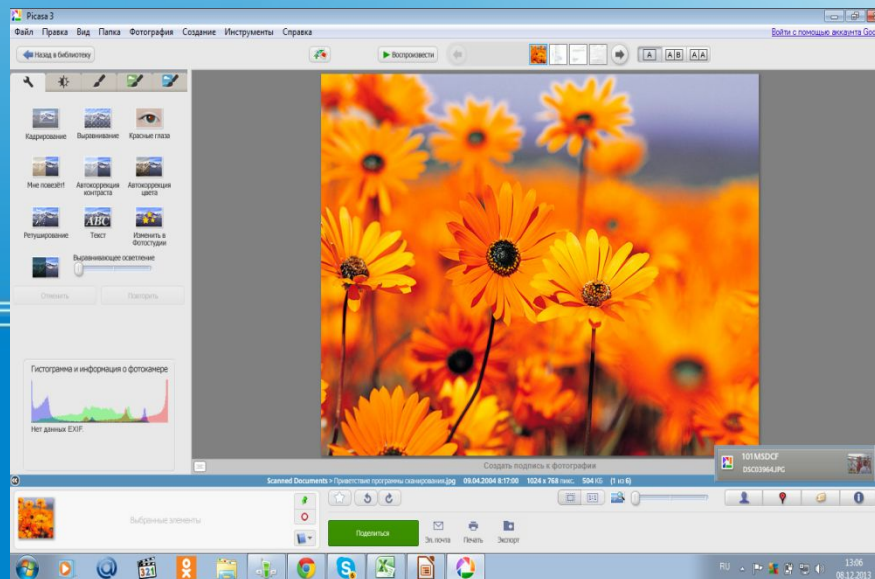 Picasa 3
Файл Правка Вид Папка Фотография Создание Инструменты Справка
Войти с помощью аккаунта Goo
Назад в библиотеку
Воспроизвести
A AB AA
Кадрирование Выравнивание Красные глаза
Мне повезёт! Автокоррекция контраста Автокоррекция цвета
Ретуширование Текст Изменить в Фотостудии
ABC
Выравнивающее осветление
Отменить Повторить
Гистограмма и информация о фотокамере
Нет данных EXIF.
Создать подпись к фотографии
101MSDCF
DSC03964.JPG
Scanned Documents > Приветствие программы сканирования.jpg 09.04.2004 8:17:00 1024 x 768 пикс. 504 КБ (1 из 6)
Выбранные элементы
1:1
Поделиться
Эл. почта Печать Экспорт
321
RU
13:06
08.12.2013